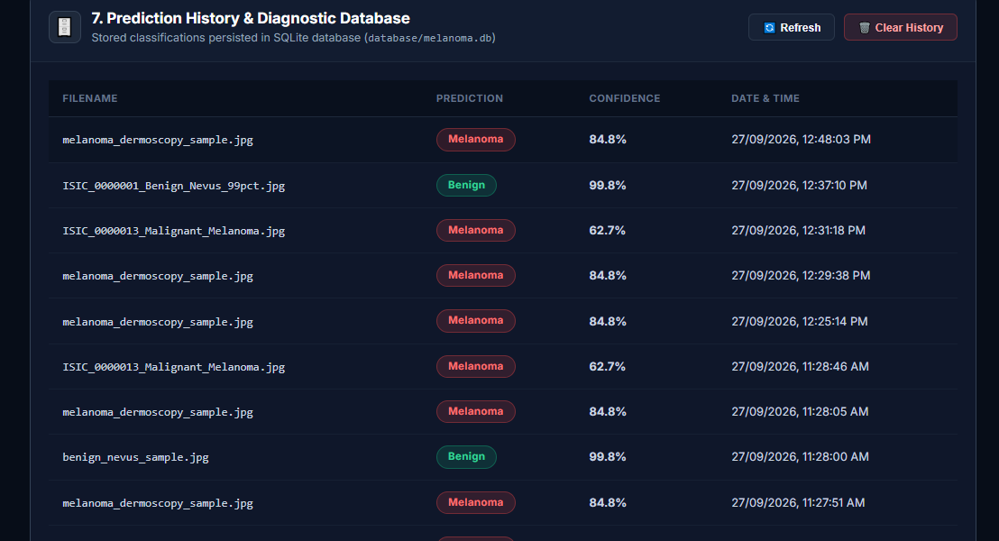 7. Prediction History & Diagnostic Database
Stored classifications persisted in SQLite database (database/melanoma.db)
Refresh
Clear History
FILENAME PREDICTION CONFIDENCE DATE & TIME
melanoma_dermoscopy_sample.jpg Melanoma 84.8% 27/09/2026, 12:48:03 PM
ISIC_0000001_Benign_Nevus_99pct.jpg Benign 99.8% 27/09/2026, 12:37:10 PM
ISIC_0000013_Malignant_Melanoma.jpg Melanoma 62.7% 27/09/2026, 12:31:18 PM
melanoma_dermoscopy_sample.jpg Melanoma 84.8% 27/09/2026, 12:29:38 PM
melanoma_dermoscopy_sample.jpg Melanoma 84.8% 27/09/2026, 12:25:14 PM
ISIC_0000013_Malignant_Melanoma.jpg Melanoma 62.7% 27/09/2026, 11:28:46 AM
melanoma_dermoscopy_sample.jpg Melanoma 84.8% 27/09/2026, 11:28:05 AM
benign_nevus_sample.jpg Benign 99.8% 27/09/2026, 11:28:00 AM
melanoma_dermoscopy_sample.jpg Melanoma 84.8% 27/09/2026, 11:27:51 AM